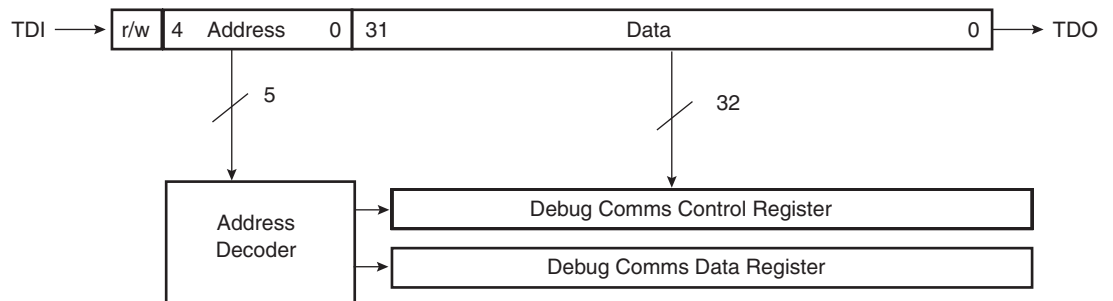 TDI r/w 4 Address 0 31 Data 0 TDO
5
32
Address
Decoder
Debug Comms Control Register
Debug Comms Data Register